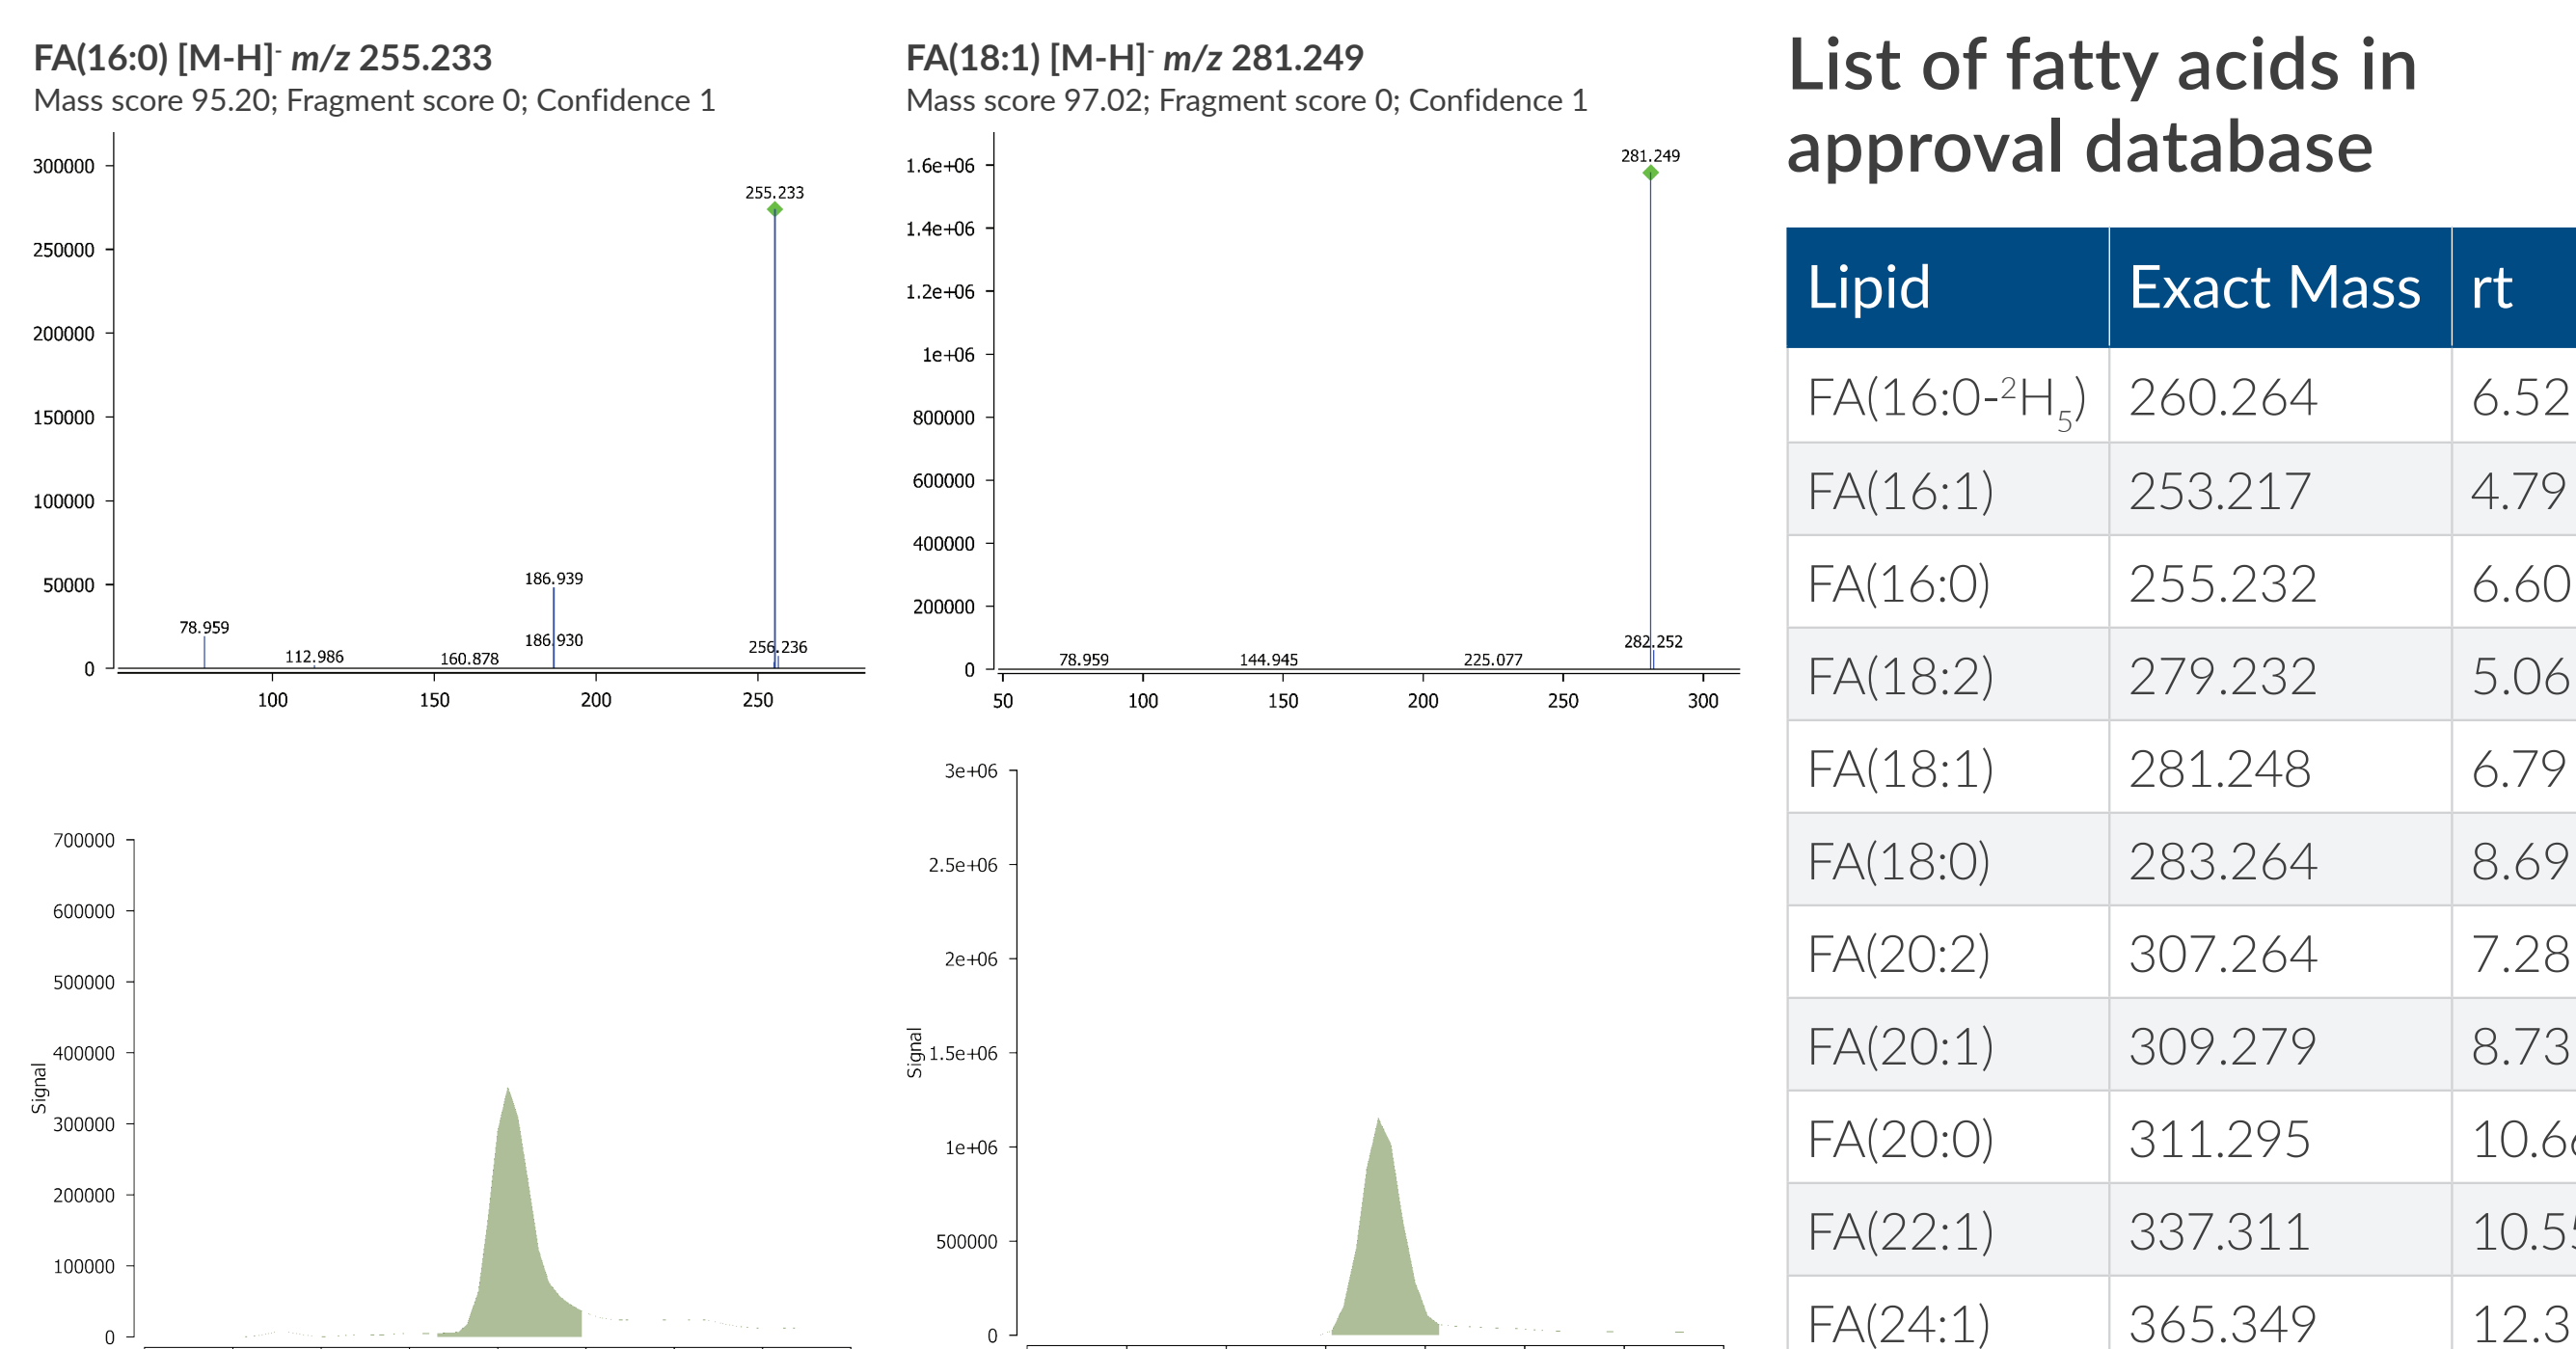 FA(16:0) [M-H]- m/z 255.233
Mass score 95.20; Fragment score 0; Confidence 1
300000
250000
200000
150000
100000
50000
0
255.233
186.939
186.930
78.959
112.986
160.878
256.236
100
150
200
250
FA(18:1) [M-H]- m/z 281.249
Mass score 97.02; Fragment score 0; Confidence 1
1.6e+06
1.4e+06
1.2e+06
1e+06
800000
600000
400000
200000
0
281.249
282.252
78.959
144.945
225.077
50
100
150
200
250
300
700000
600000
500000
400000
300000
200000
100000
0
Signal
3e+06
2.5e+06
2e+06
1.5e+06
1e+06
500000
0
Signal
List of fatty acids in
approval database
Lipid Exact Mass rt
FA(16:0-²H₅) 260.264 6.52
FA(16:1) 253.217 4.79
FA(16:0) 255.232 6.60
FA(18:2) 279.232 5.06
FA(18:1) 281.248 6.79
FA(18:0) 283.264 8.69
FA(20:2) 307.264 7.28
FA(20:1) 309.279 8.73
FA(20:0) 311.295 10.66
FA(22:1) 337.311 10.55
FA(24:1) 365.349 12.3